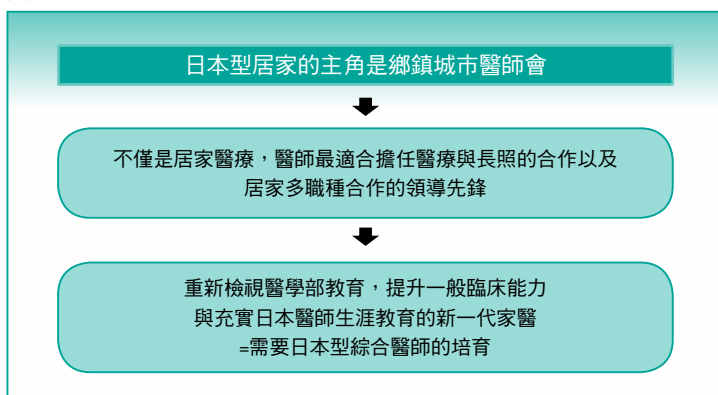 日本型居家的主角是鄉鎮城市醫師會
不僅是居家醫療，醫師最適合擔任醫療與長照的合作以及
居家多職種合作的領導先鋒
重新檢視醫學部教育，提升一般臨床能力
與充實日本醫師生涯教育的新一代家醫
=需要日本型綜合醫師的培育